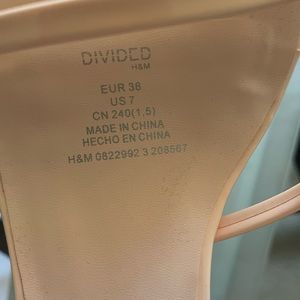 DIVIDED
H&M
EUR 38
US 7
CN 240(1,5)
MADE IN CHINA
HECHO EN CHINA
H&M 0822992 3 208567